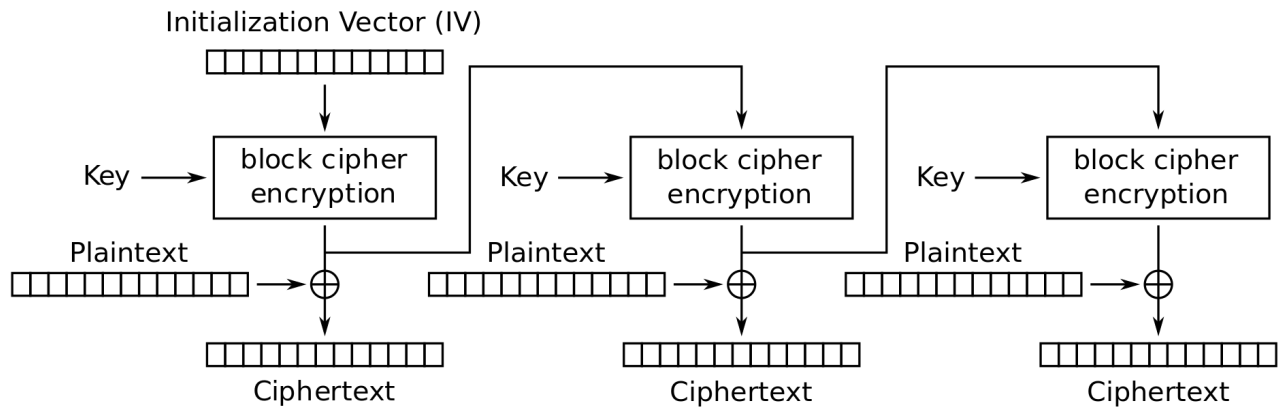 Initialization Vector (IV)
Key
block cipher
encryption
Plaintext
Ciphertext
Key
block cipher
encryption
Plaintext
Ciphertext
Key
block cipher
encryption
Plaintext
Ciphertext